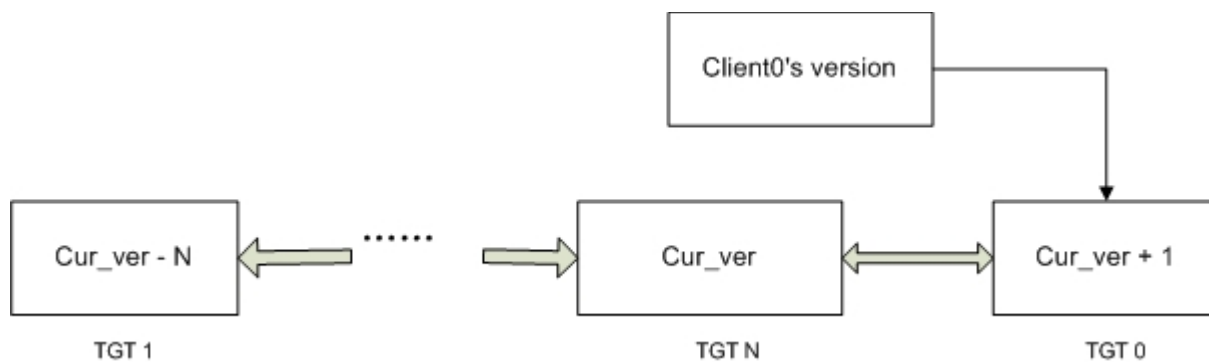 Client0's version
Cur_ver - N
......
Cur_ver
Cur_ver + 1
TGT 1
TGT N
TGT 0